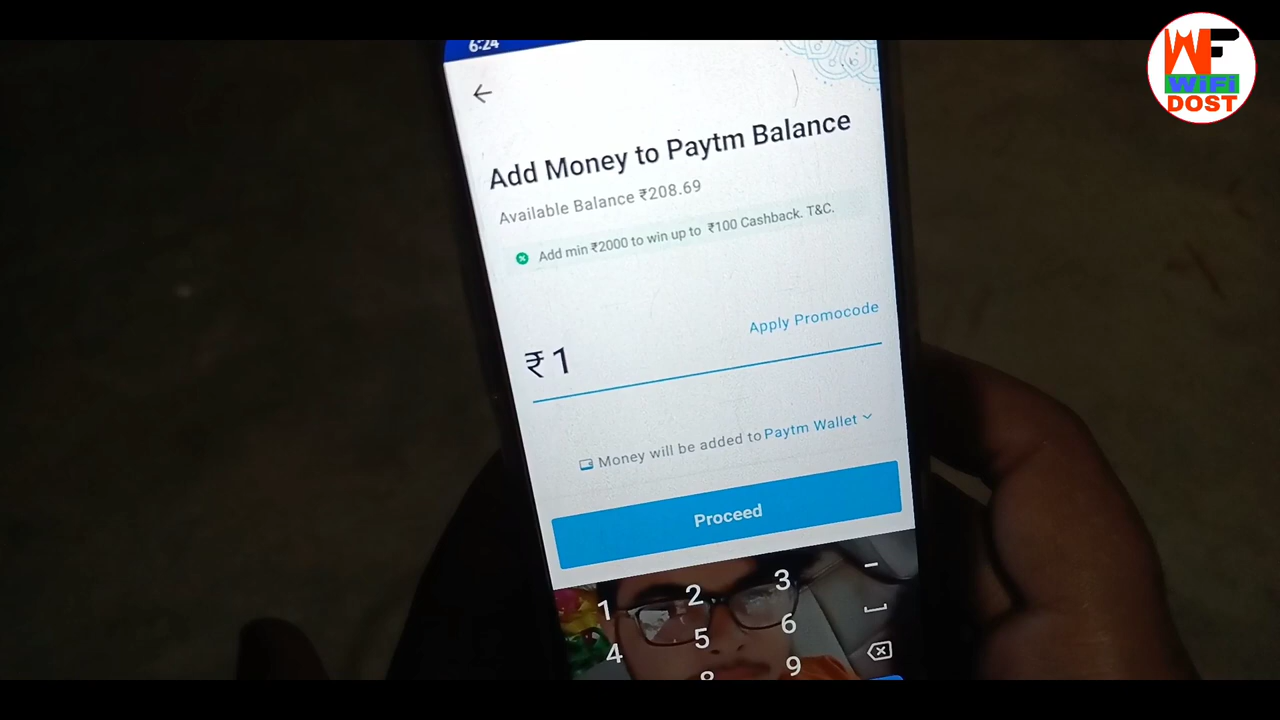 6:24
WF
WiFi
DOST
Add Money to Paytm Balance
Available Balance ₹208.69
Add min ₹2000 to win up to ₹100 Cashback. T&C.
Apply Promocode
₹1
Money will be added to Paytm Wallet
Proceed
1 2 3 -
4 5 6
8 9